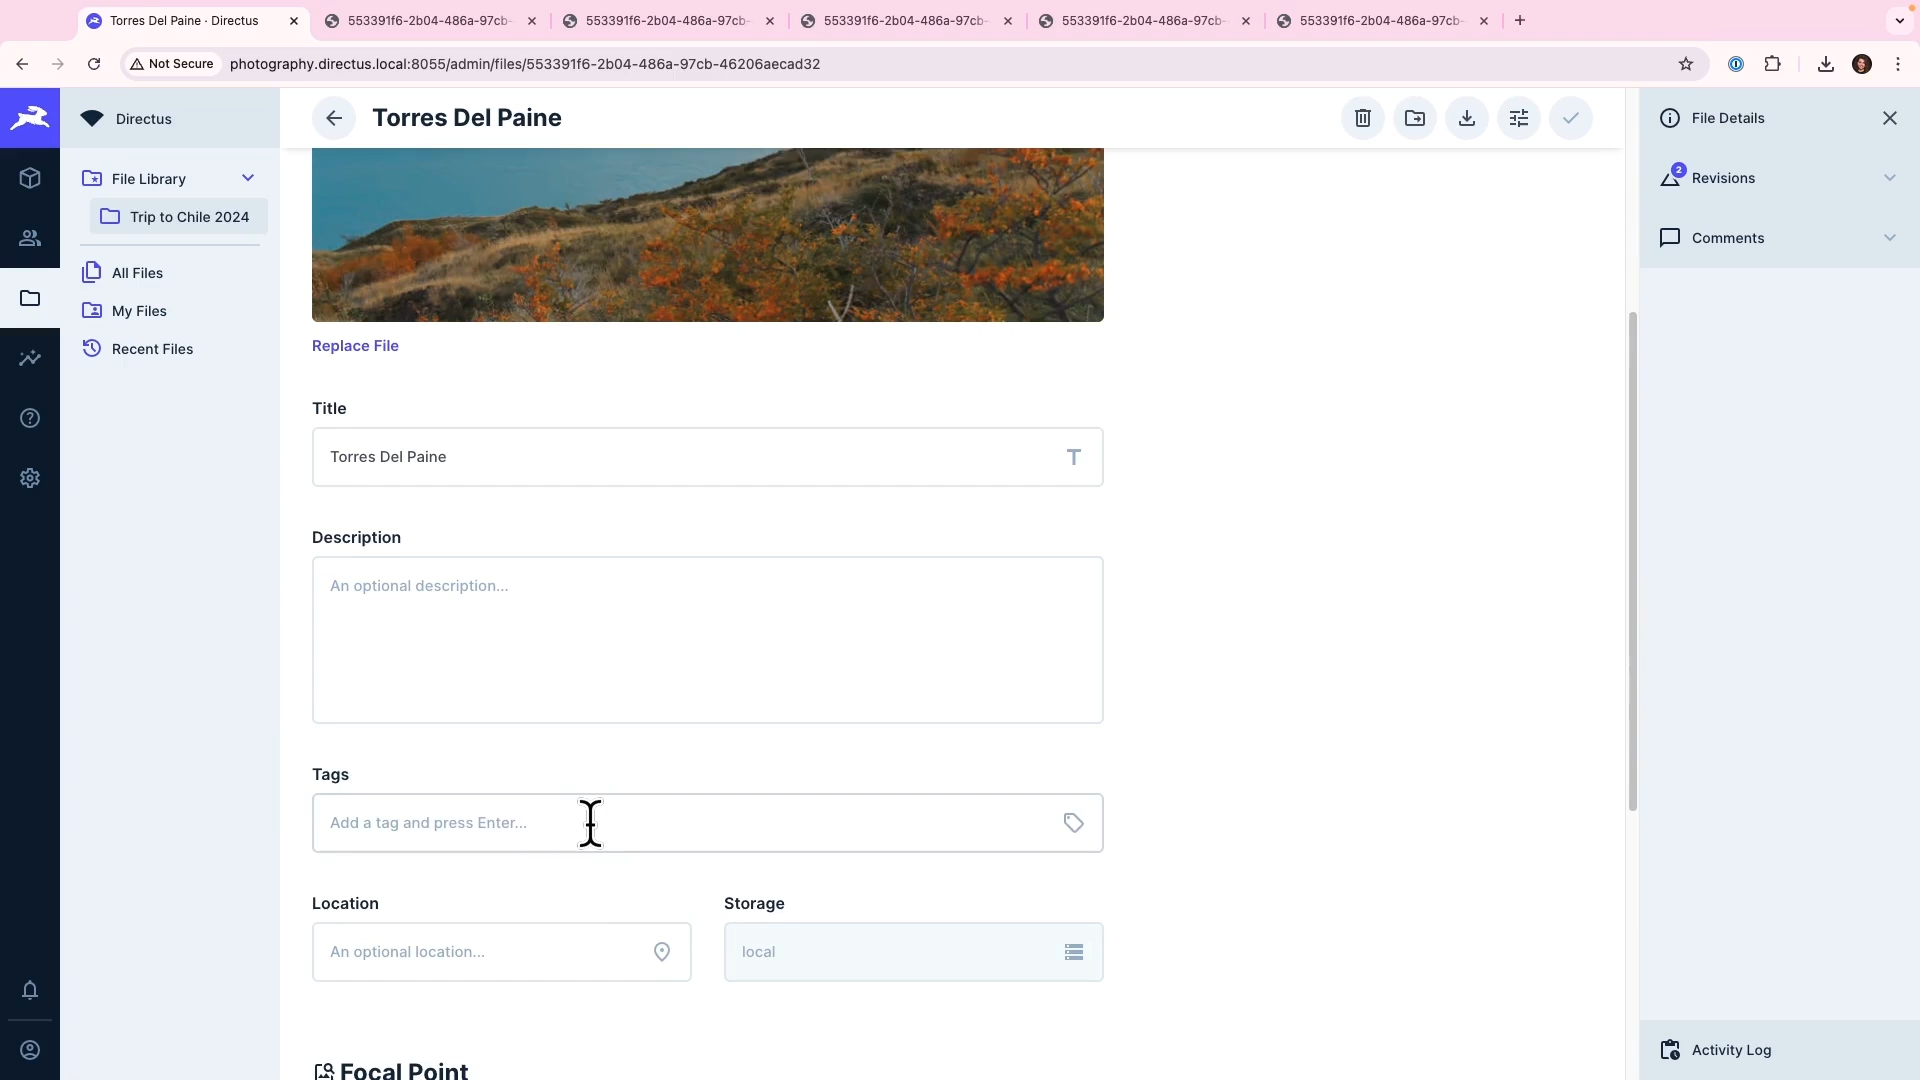 Torres Del Paine · Directus
553391f6-2b04-486a-97cb-
553391f6-2b04-486a-97cb-
553391f6-2b04-486a-97cb-
553391f6-2b04-486a-97cb-
553391f6-2b04-486a-97cb-
Not Secure
photography.directus.local:8055/admin/files/553391f6-2b04-486a-97cb-46206aecad32
Directus
Torres Del Paine
File Details
File Library
2
Revisions
Trip to Chile 2024
Comments
All Files
My Files
Recent Files
Replace File
Title
Torres Del Paine
Description
An optional description...
Tags
Add a tag and press Enter...
Location
Storage
An optional location...
local
Focal Point
Activity Log